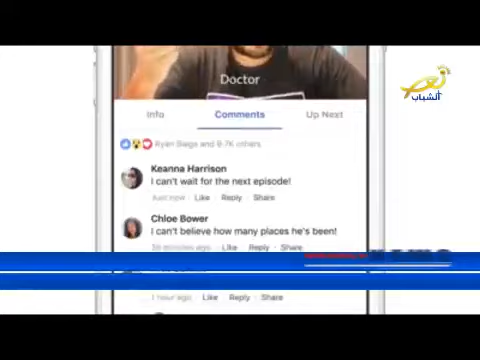 Doctor
نعم
الشباب
Info Comments Up Next
Ryan Baigs and 9.7K others
Keanna Harrison
I can't wait for the next episode!
Just now Like Reply Share
Chloe Bower
I can't believe how many places he's been!
Like Reply Share
1 hour ago Like Reply Share